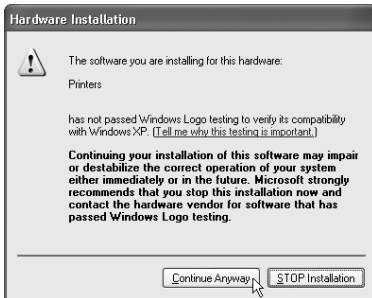 Hardware Installation
The software you are installing for this hardware:
Printers
has not passed Windows Logo testing to verify its compatibility
with Windows XP. (Tell me why this testing is important.)
Continuing your installation of this software may impair
or destabilize the correct operation of your system
either immediately or in the future. Microsoft strongly
recommends that you stop this installation now and
contact the hardware vendor for software that has
passed Windows Logo testing.
Continue Anyway STOP Installation